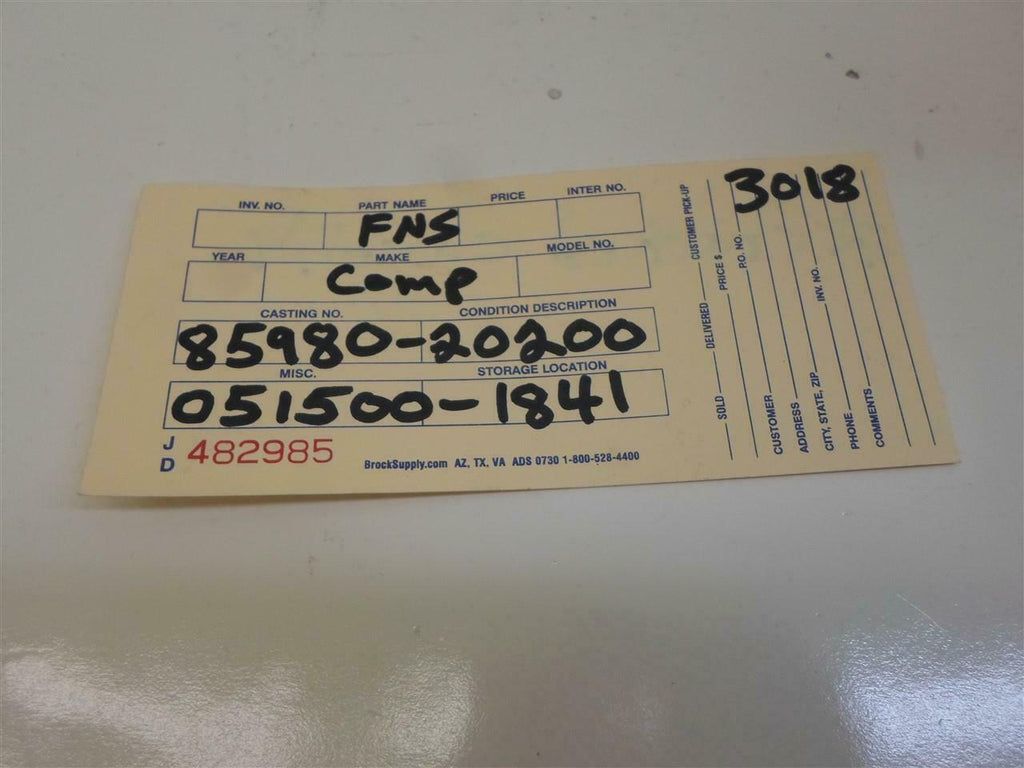 INV. NO. PART NAME PRICE INTER NO.
FNS
YEAR MAKE MODEL NO.
Comp
CASTING NO. CONDITION DESCRIPTION
85980-20200
MISC. STORAGE LOCATION
051500-1841
J D 482985
BrockSupply.com AZ, TX, VA ADS 0730 1-800-528-4400
3018
SOLD DELIVERED CUSTOMER PICK-UP
PRICE $
P.O. NO.
CUSTOMER
ADDRESS
CITY, STATE, ZIP INV. NO.
PHONE
COMMENTS